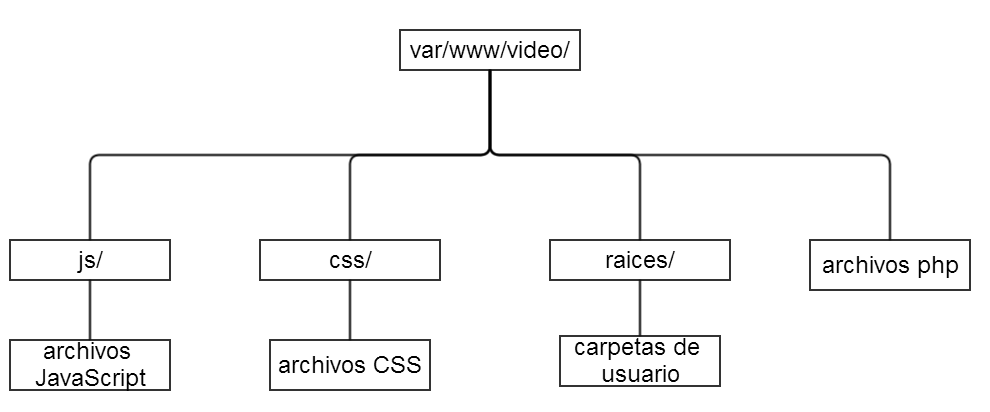 var/www/video/
js/
css/
raices/
archivos php
archivos
JavaScript
archivos CSS
carpetas de
usuario